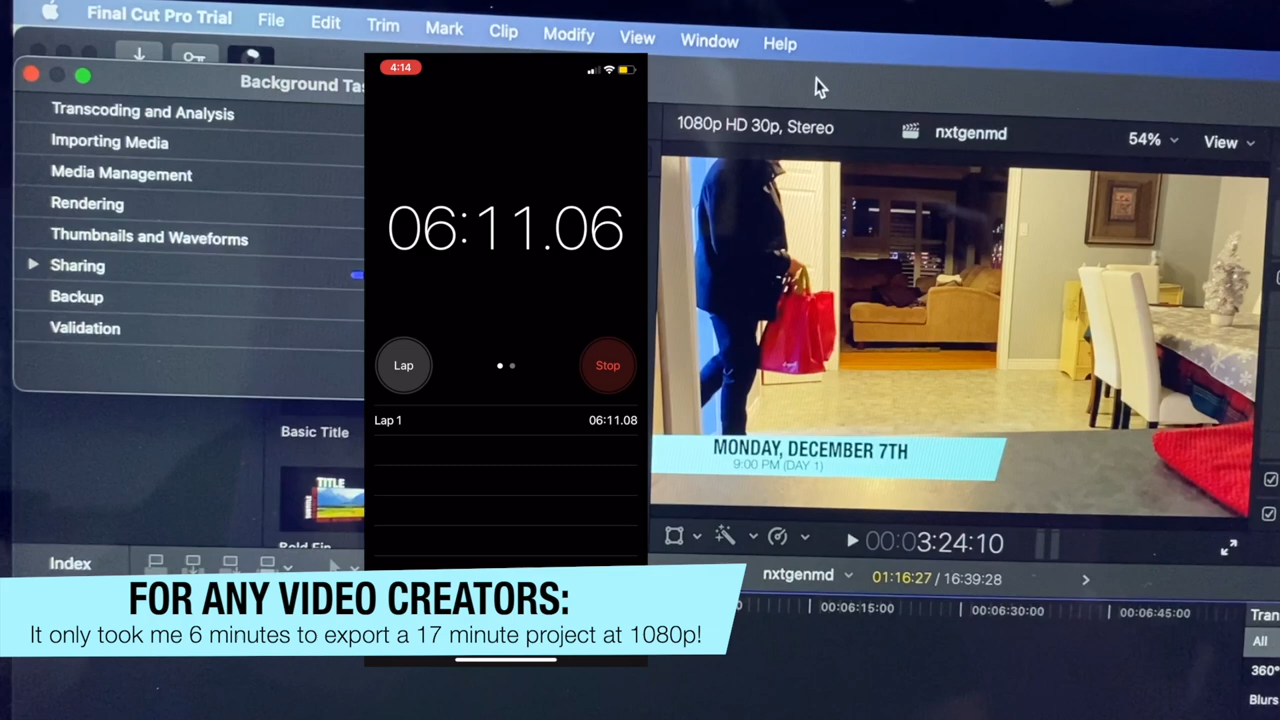 Final Cut Pro Trial File Edit Trim Mark Clip Modify View Window Help
Background Tas
Transcoding and Analysis
Importing Media
Media Management
Rendering
Thumbnails and Waveforms
Sharing
Backup
Validation
4:14
06:11.06
Lap Stop
Lap 1 06:11.08
1080p HD 30p, Stereo nxtgenmd 54% View
MONDAY, DECEMBER 7TH
9:00 PM (DAY 1)
Basic Title
TITLE
00:03:24:10
Index
nxtgenmd 01:16:27 / 16:39:28
00:06:15:00 00:06:30:00 00:06:45:00
Tran
All
360°
Blurs
FOR ANY VIDEO CREATORS:
It only took me 6 minutes to export a 17 minute project at 1080p!